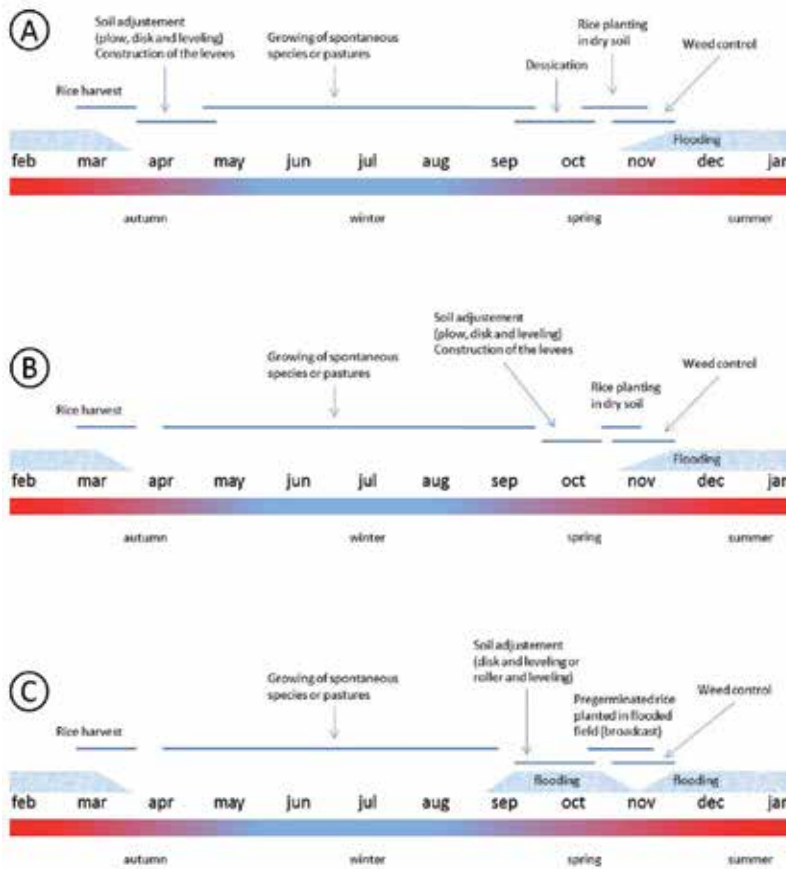 A
Soil adjustement
(plow, disk and leveling)
Construction of the levees
Growing of spontaneous
species or pastures
Rice planting
in dry soil
Weed control
Dessication
Rice harvest
Flooding
feb mar apr may jun jul aug sep oct nov dec jan
autumn winter spring summer
B
Soil adjustement
(plow, disk and leveling)
Construction of the levees
Growing of spontaneous
species or pastures
Weed control
Rice planting
in dry soil
Rice harvest
Flooding
feb mar apr may jun jul aug sep oct nov dec jan
autumn winter spring summer
C
Soil adjustement
(disk and leveling or
roller and leveling)
Growing of spontaneous
species or pastures
Pregerminated rice
planted in flooded
field (broadcast)
Weed control
Rice harvest
flooding flooding
feb mar apr may jun jul aug sep oct nov dec jan
autumn winter spring summer